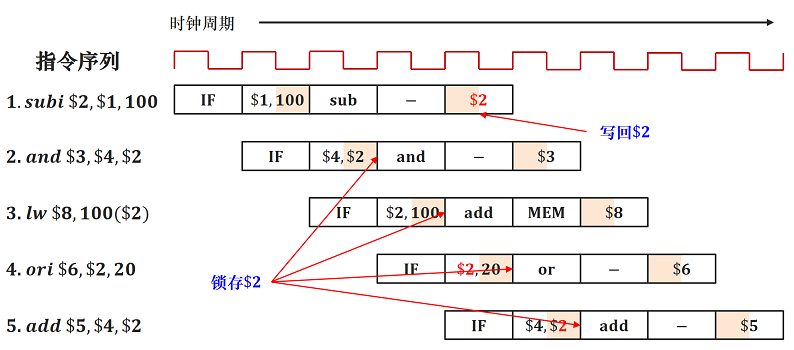 时钟周期
指令序列
1. subi $2, $1, 100
IF $1, 100 sub − $2
写回$2
2. and $3, $4, $2
IF $4, $2 and − $3
3. lw $8, 100($2)
IF $2, 100 add MEM $8
锁存$2
4. ori $6, $2, 20
IF $2, 20 or − $6
5. add $5, $4, $2
IF $4, $2 add − $5